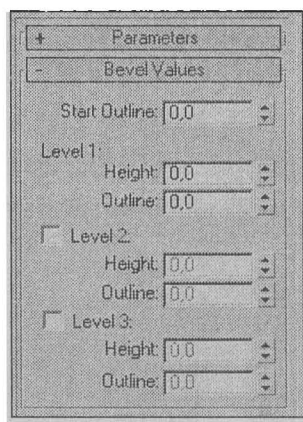 + Parameters
- Bevel Values
Start Outline: 0,0
Level 1:
Height: 0,0
Outline: 0,0
Level 2:
Height: 0,0
Outline: 0,0
Level 3:
Height: 0,0
Outline: 0,0